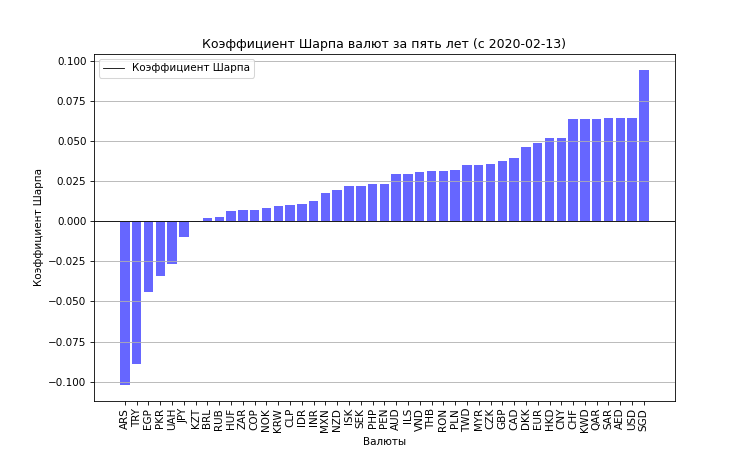 Коэффициент Шарпа валют за пять лет (с 2020-02-13)
Коэффициент Шарпа
0.100
0.075
0.050
0.025
0.000
−0.025
−0.050
−0.075
−0.100
Коэффициент Шарпа
ARS
TRY
EGP
PKR
UAH
JPY
KZT
BRL
RUB
HUF
ZAR
COP
NOK
KRW
CLP
IDR
INR
MXN
NZD
ISK
SEK
PHP
PEN
AUD
ILS
VND
THB
RON
PLN
TWD
MYR
CZK
GBP
CAD
DKK
EUR
HKD
CNY
CHF
KWD
QAR
SAR
AED
USD
SGD
Валюты